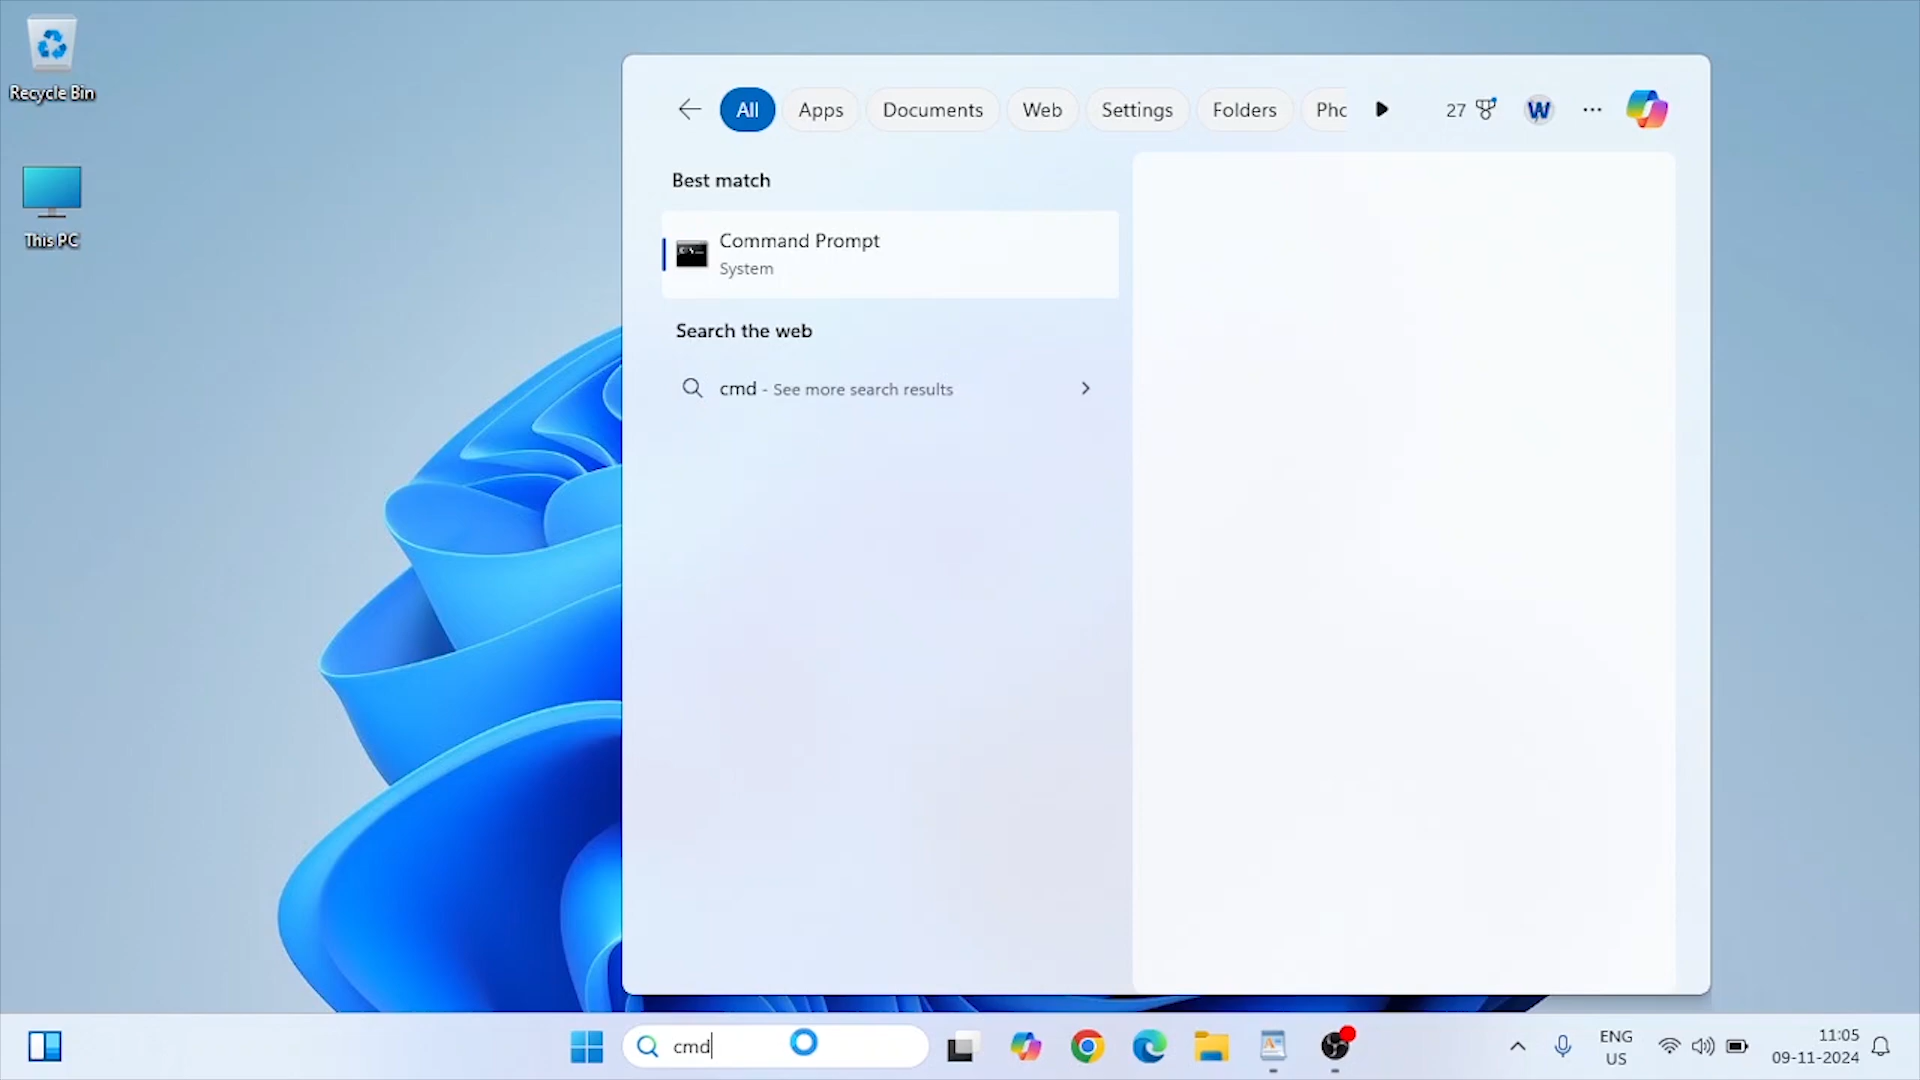 Recycle Bin
This PC
All
Apps
Documents
Web
Settings
Folders
Phc
27
W
Best match
Command Prompt
System
Search the web
cmd - See more search results
cmd
ENG
US
11:05
09-11-2024